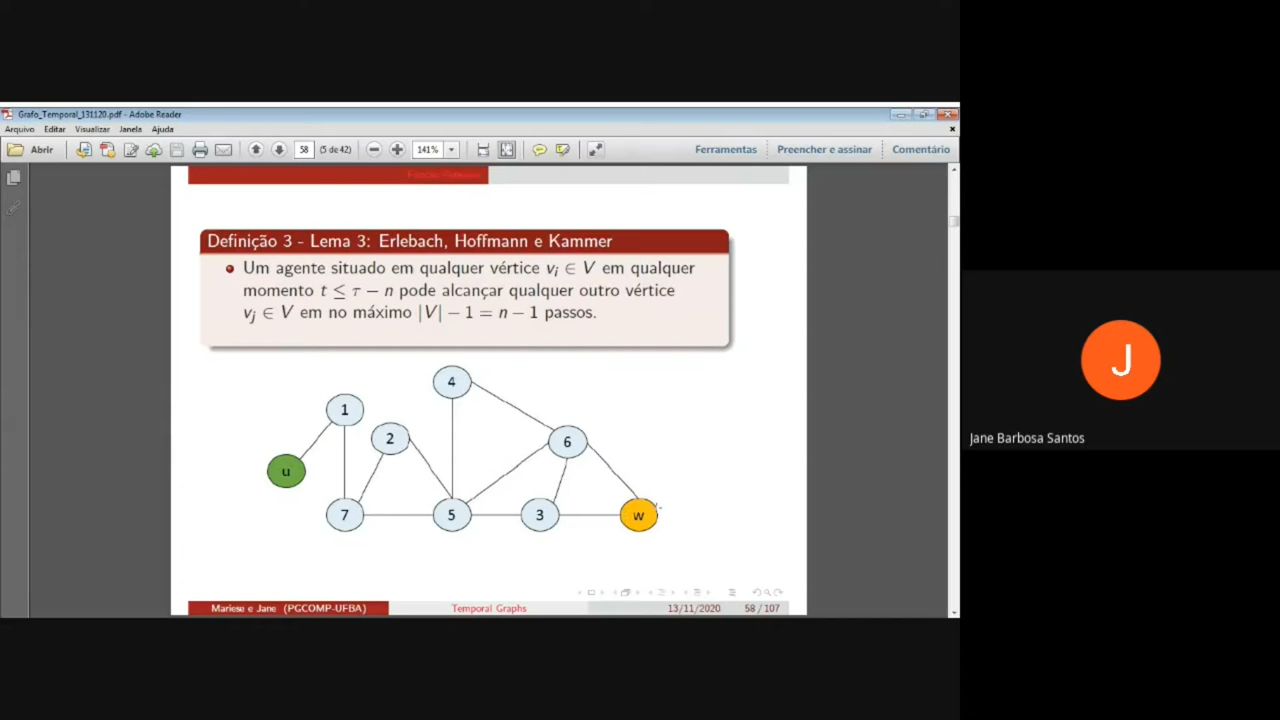 Grafo_Temporal_131120.pdf - Adobe Reader
Arquivo Editar Visualizar Janela Ajuda
Abrir 58 (5 de 42) 141% Ferramentas Preencher e assinar Comentário
Definição 3 - Lema 3: Erlebach, Hoffmann e Kammer
Um agente situado em qualquer vértice vᵢ ∈ V em qualquer
momento t ≤ τ − n pode alcançar qualquer outro vértice
vⱼ ∈ V em no máximo |V| − 1 = n − 1 passos.
4
1
2
6
u
7
5
3
w
Jane Barbosa Santos
J
Mariese e Jane (PGCOMP-UFBA) Temporal Graphs 13/11/2020 58 / 107